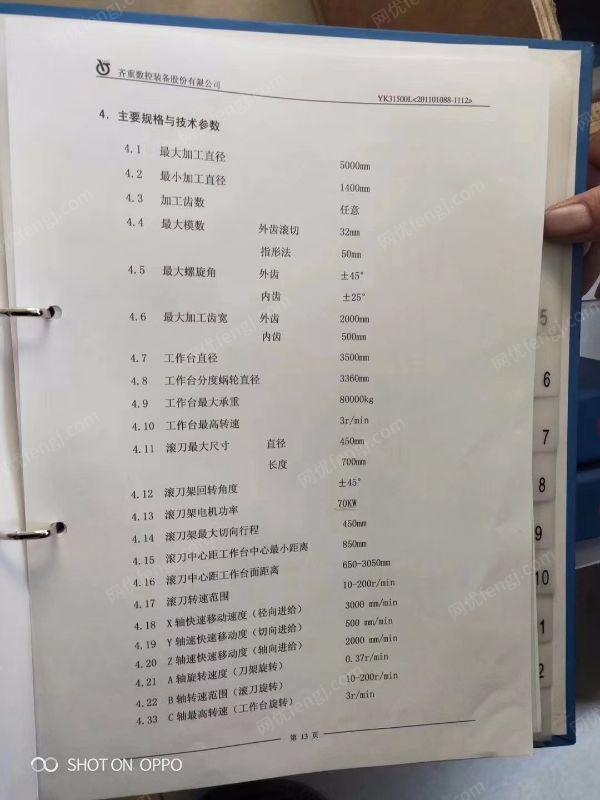 齐重数控装备股份有限公司
YK31500L<201101088-1112>
4. 主要规格与技术参数
4.1 最大加工直径 5000mm
4.2 最小加工直径 1400mm
4.3 加工齿数 任意
4.4 最大模数 外齿滚切 32mm
指形法 50mm
4.5 最大螺旋角 外齿 ±45°
内齿 ±25°
4.6 最大加工齿宽 外齿 2000mm
内齿 500mm
4.7 工作台直径 3500mm
4.8 工作台分度蜗轮直径 3360mm
4.9 工作台最大承重 80000kg
4.10 工作台最高转速 3r/min
4.11 滚刀最大尺寸 直径 450mm
长度 700mm
4.12 滚刀架回转角度 ±45°
4.13 滚刀架电机功率 70KW
4.14 滚刀架最大切向行程 450mm
4.15 滚刀中心距工作台中心最小距离 850mm
4.16 滚刀中心距工作台面距离 650-3050mm
4.17 滚刀转速范围 10-200r/min
4.18 X轴快速移动速度（径向进给） 3000 mm/min
4.19 Y轴速快速移动度（切向进给） 500 mm/min
4.20 Z轴速快速移动度（轴向进给） 2000 mm/min
4.21 A轴旋转速度（刀架旋转） 0.37r/min
4.22 B轴转速范围（滚刀旋转） 10-200r/min
4.33 C轴最高转速（工作台旋转） 3r/min
第 13 页
5
6
7
8
9
10
1
2
SHOT ON OPPO
网优fengj.com